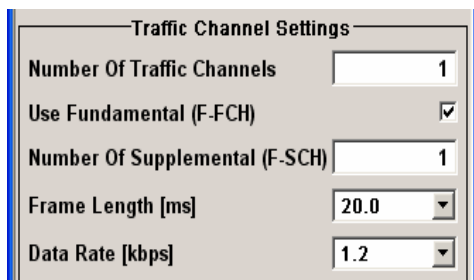 Traffic Channel Settings
Number Of Traffic Channels 1
Use Fundamental (F-FCH)
Number Of Supplemental (F-SCH) 1
Frame Length [ms] 20.0
Data Rate [kbps] 1.2